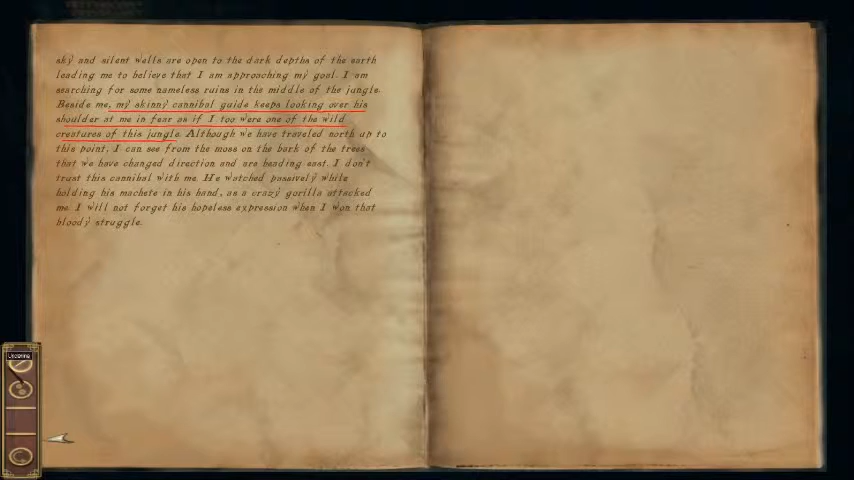 sky and silent wells are open to the dark depths of the earth
leading me to believe that I am approaching my goal. I am
searching for some nameless ruins in the middle of the jungle.
Beside me, my skinny cannibal guide keeps looking over his
shoulder at me in fear as if I too were one of the wild
creatures of this jungle. Although we have traveled north up to
this point, I can see from the moss on the bark of the trees
that we have changed direction and are heading east. I don't
trust this cannibal with me. He watched passively while
holding his machete in his hand, as a crazy gorilla attacked
me. I will not forget his hopeless expression when I won that
bloody struggle.
Underline